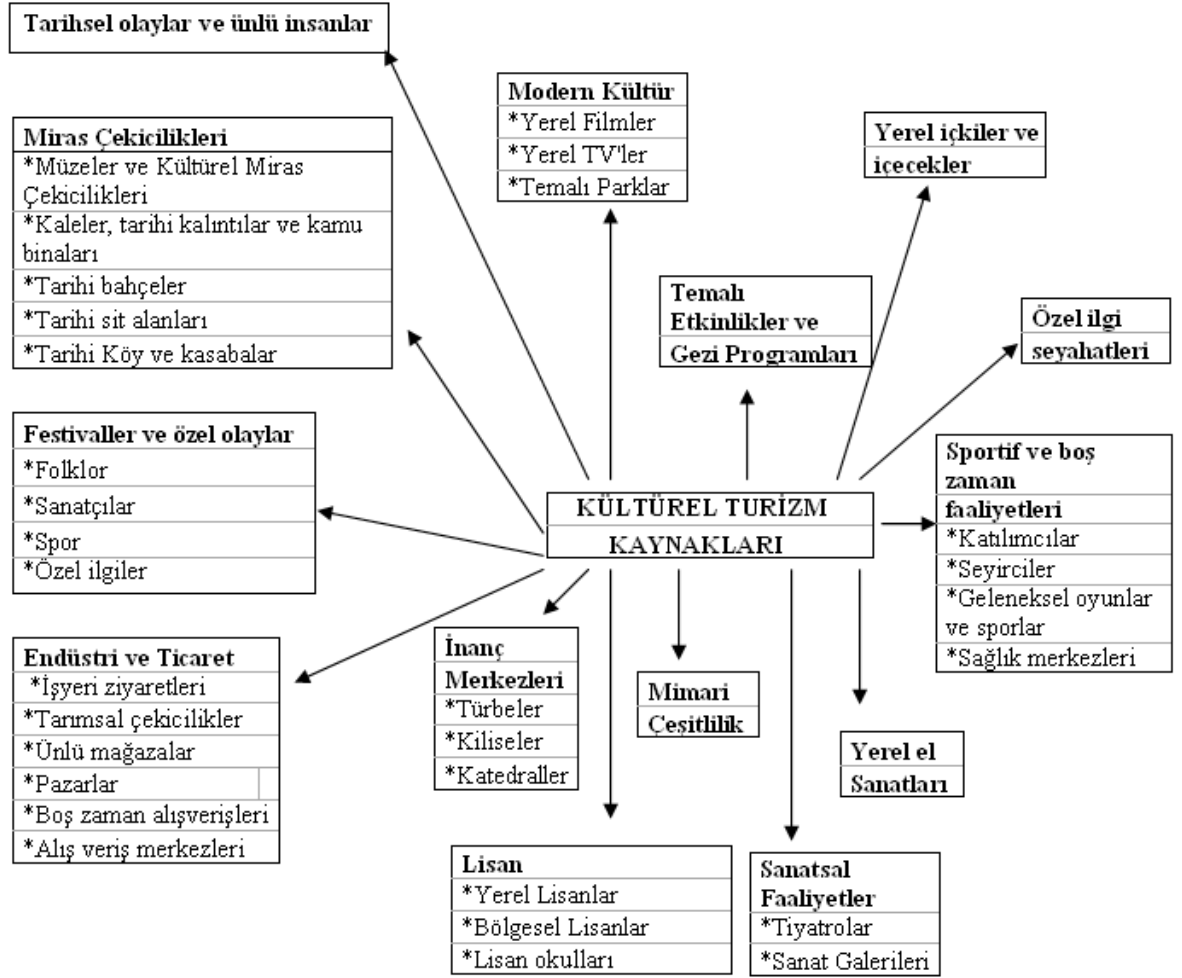 Tarihsel olaylar ve ünlü insanlar
Modern Kültür
*Yerel Filmler
*Yerel TV'ler
*Temalı Parklar
Yerel içkiler ve
içecekler
Miras Çekicilikleri
*Müzeler ve Kültürel Miras
Çekicilikleri
*Kaleler, tarihi kalıntılar ve kamu
binaları
*Tarihi bahçeler
*Tarihi sit alanları
*Tarihi Köy ve kasabalar
Temalı
Etkinlikler ve
Gezi Programları
Özel ilgi
seyahatleri
Festivaller ve özel olaylar
*Folklor
*Sanatçılar
*Spor
*Özel ilgiler
KÜLTÜREL TURİZM
KAYNAKLARI
Sportif ve boş
zaman
faaliyetleri
*Katılımcılar
*Seyirciler
*Geleneksel oyunlar
ve sporlar
*Sağlık merkezleri
Endüstri ve Ticaret
*İşyeri ziyaretleri
*Tarımsal çekicilikler
*Ünlü mağazalar
*Pazarlar
*Boş zaman alışverişleri
*Alış veriş merkezleri
İnanç
Merkezleri
*Türbeler
*Kiliseler
*Katedraller
Mimari
Çeşitlilik
Yerel el
Sanatları
Lisan
*Yerel Lisanlar
*Bölgesel Lisanlar
*Lisan okulları
Sanatsal
Faaliyetler
*Tiyatrolar
*Sanat Galerileri